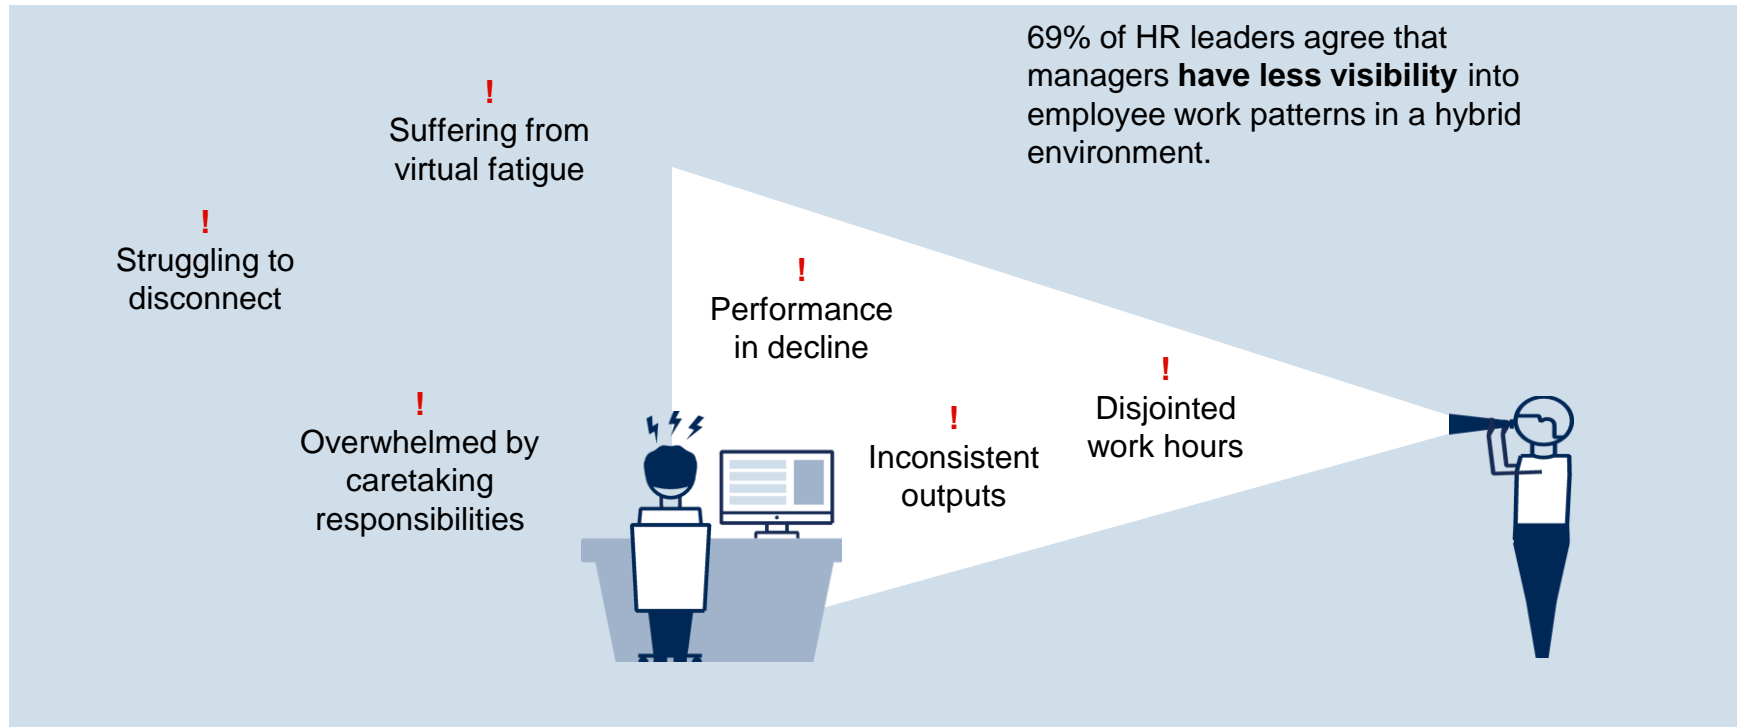 69% of HR leaders agree that
managers have less visibility into
employee work patterns in a hybrid
environment.
!
Suffering from
virtual fatigue
!
Struggling to
disconnect
!
Performance
in decline
!
Disjointed
work hours
!
Overwhelmed by
caretaking
responsibilities
!
Inconsistent
outputs